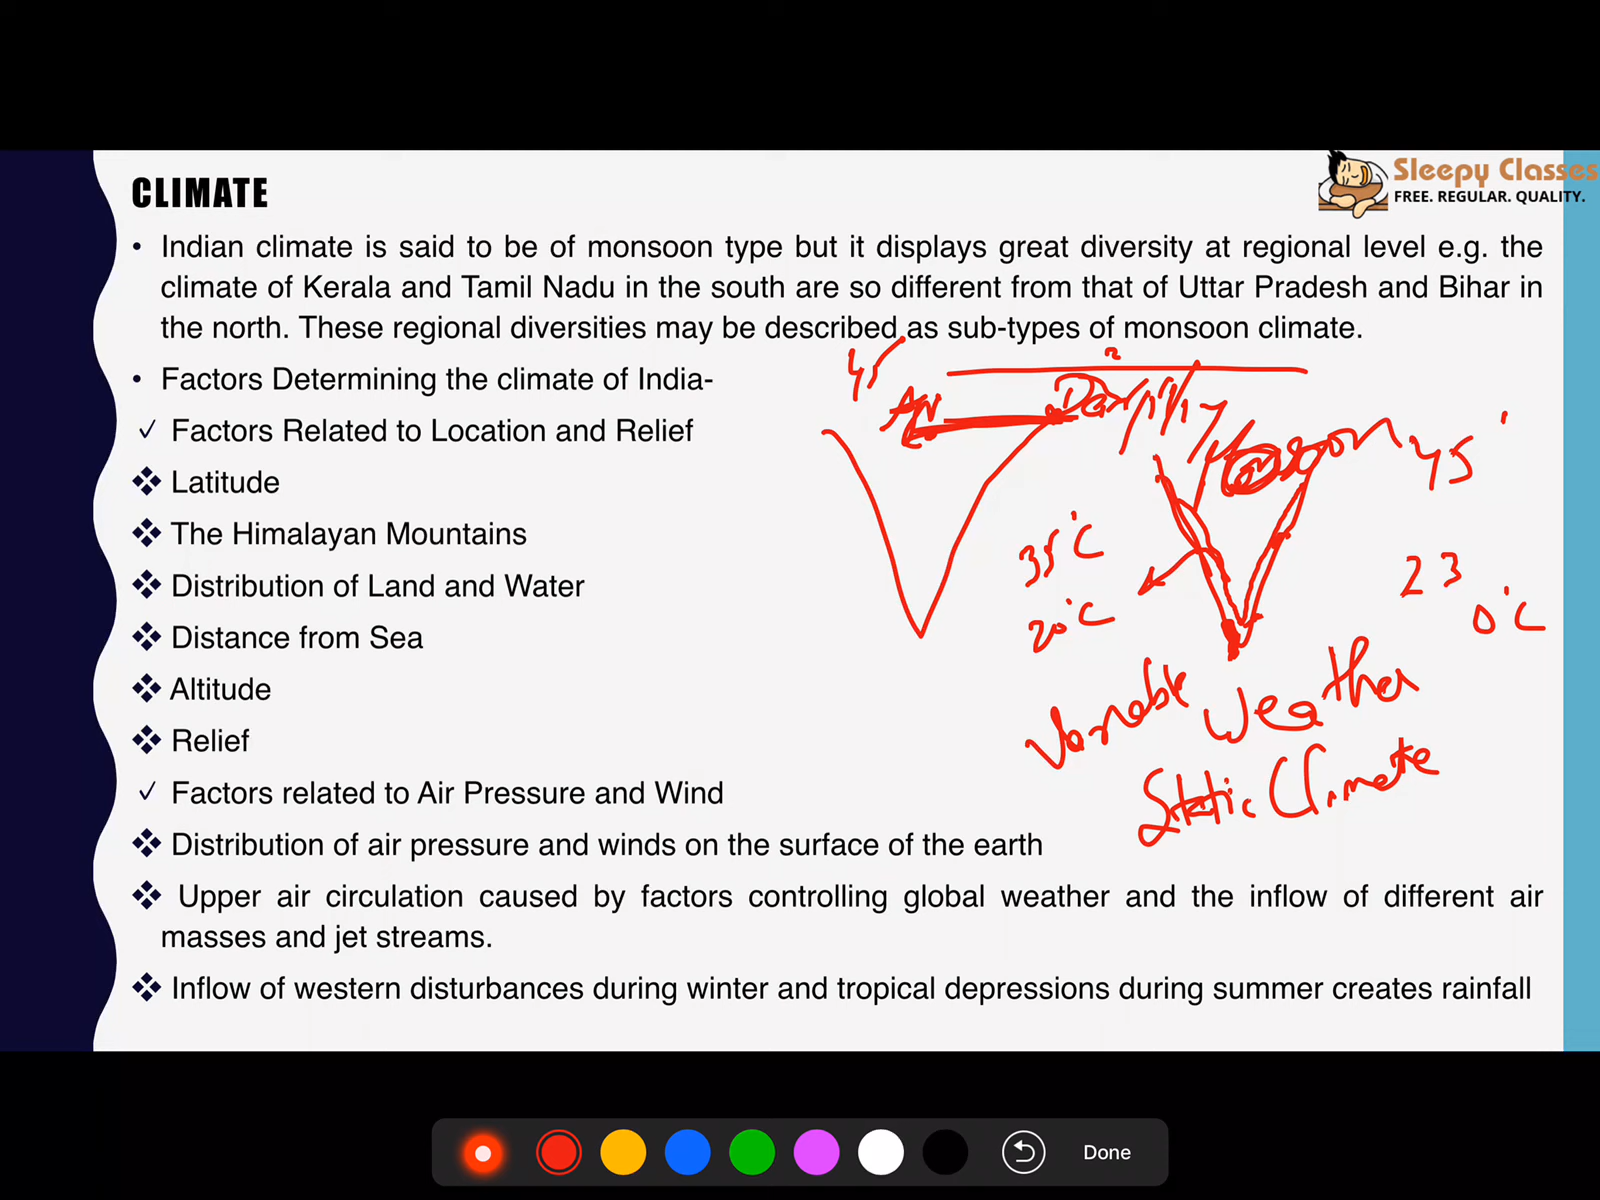 Sleepy Classes
FREE. REGULAR. QUALITY.
CLIMATE
• Indian climate is said to be of monsoon type but it displays great diversity at regional level e.g. the
climate of Kerala and Tamil Nadu in the south are so different from that of Uttar Pradesh and Bihar in
the north. These regional diversities may be described as sub-types of monsoon climate.
• Factors Determining the climate of India-
✓ Factors Related to Location and Relief
❖ Latitude
❖ The Himalayan Mountains
❖ Distribution of Land and Water
❖ Distance from Sea
❖ Altitude
❖ Relief
✓ Factors related to Air Pressure and Wind
❖ Distribution of air pressure and winds on the surface of the earth
❖ Upper air circulation caused by factors controlling global weather and the inflow of different air
masses and jet streams.
❖ Inflow of western disturbances during winter and tropical depressions during summer creates rainfall
45
45
35°C
23
20°C
0°C
Variable Weather
Static Climate
Done